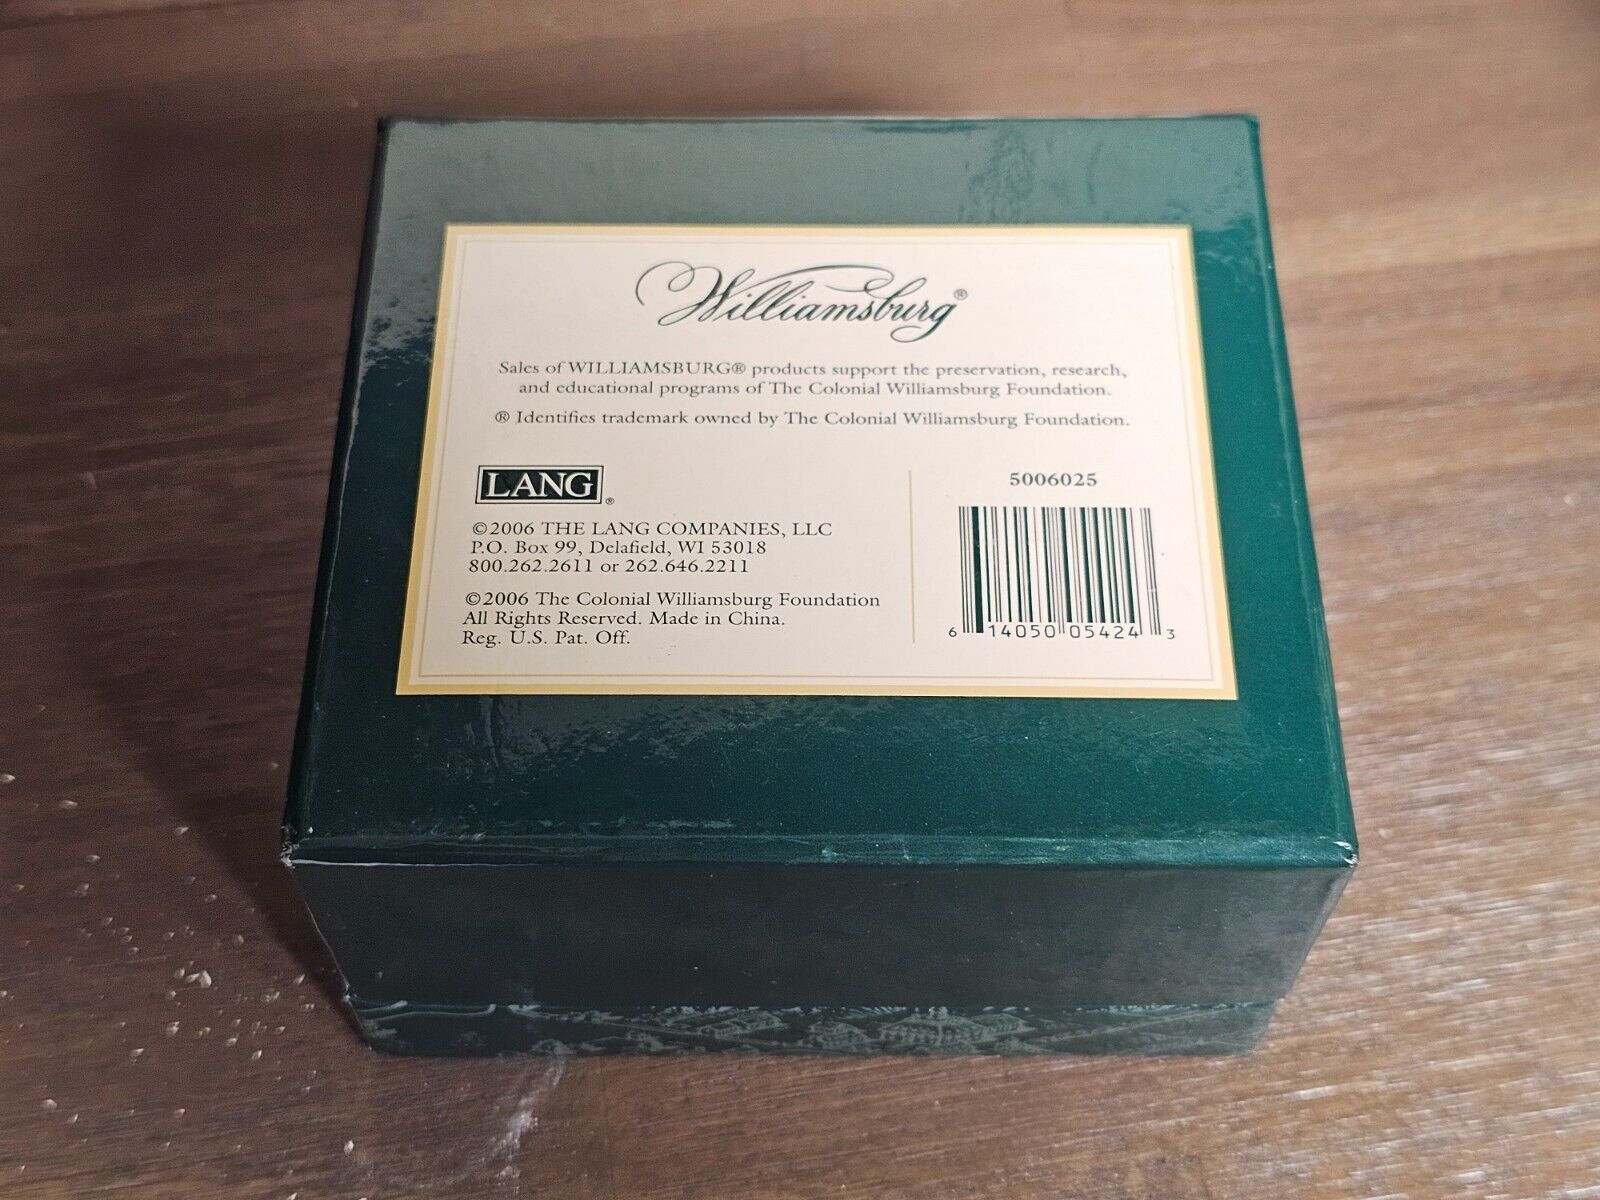 Williamsburg®
Sales of WILLIAMSBURG® products support the preservation, research,
and educational programs of The Colonial Williamsburg Foundation.
® Identifies trademark owned by The Colonial Williamsburg Foundation.
LANG®
©2006 THE LANG COMPANIES, LLC
P.O. Box 99, Delafield, WI 53018
800.262.2611 or 262.646.2211
©2006 The Colonial Williamsburg Foundation
All Rights Reserved. Made in China.
Reg. U.S. Pat. Off.
5006025
6 14050 05424 3